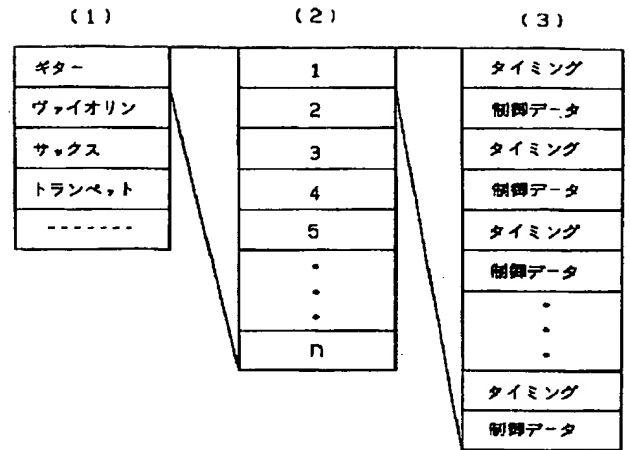 (1)
ギター
ヴァイオリン
サックス
トランペット
-------
(2)
1
2
3
4
5
n
(3)
タイミング
制御データ
タイミング
制御データ
タイミング
制御データ
タイミング
制御データ